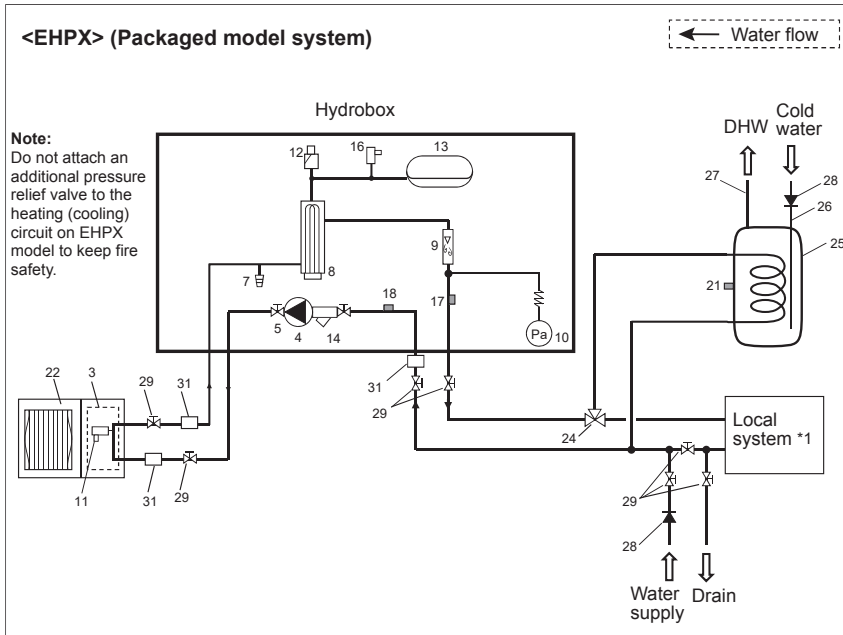 <EHPX> (Packaged model system)
Water flow
Hydrobox
Note:
Do not attach an
additional pressure
relief valve to the
heating (cooling)
circuit on EHPX
model to keep fire
safety.
DHW
Cold
water
12
16
13
27
28
26
25
9
8
7
18
17
21
5
4
14
Pa
10
31
29
22
3
29
31
24
Local
system *1
11
31
29
29
28
Water
supply
Drain